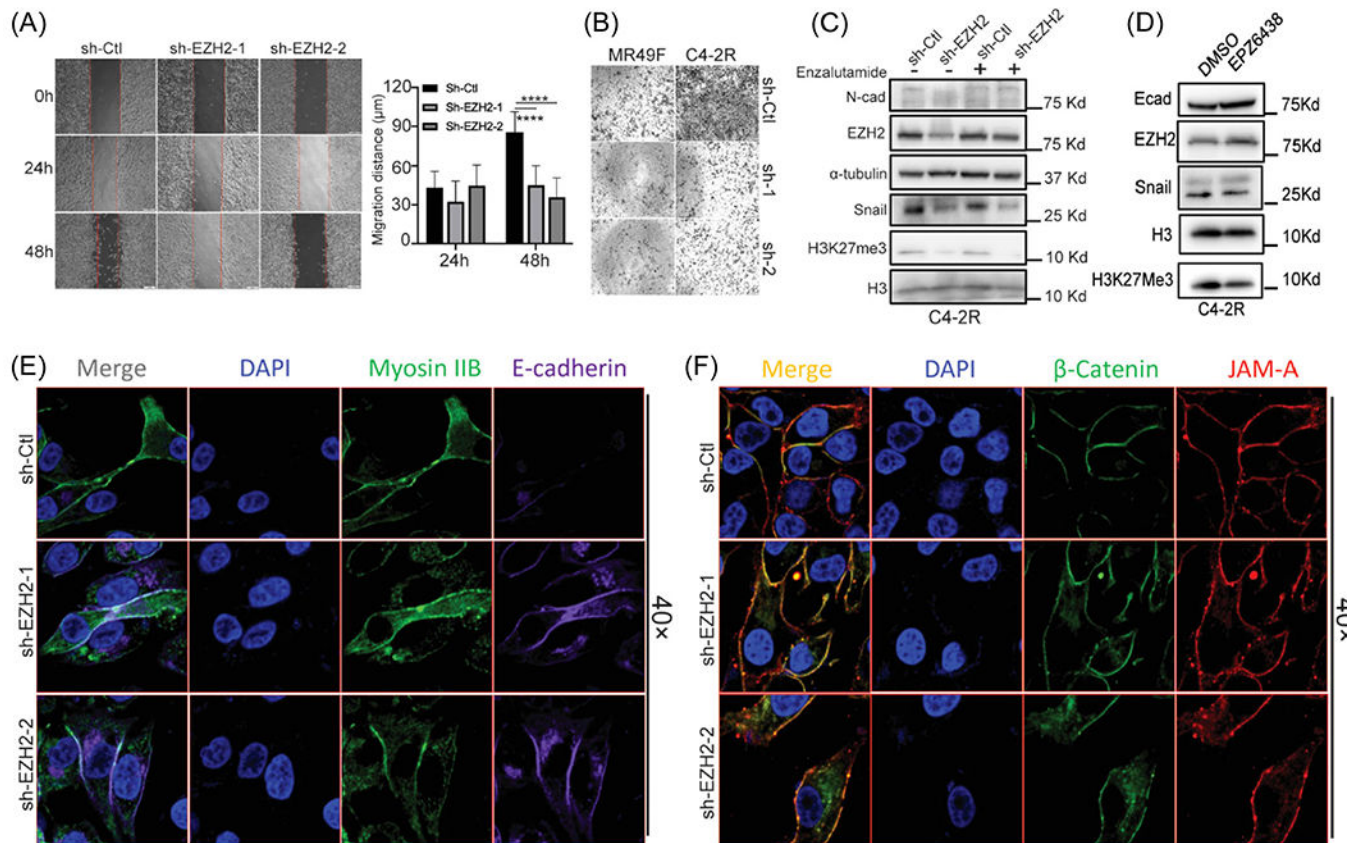 (A)
sh-Ctl sh-EZH2-1 sh-EZH2-2
0h
24h
48h
Migration distance (μm)
120
90
60
30
0
Sh-Ctl
Sh-EZH2-1
Sh-EZH2-2
****
****
24h 48h
(B)
MR49F C4-2R
sh-Ctl
sh-1
sh-2
(C)
sh-Ctl sh-EZH2 sh-Ctl sh-EZH2
Enzalutamide - - + +
N-cad 75 Kd
EZH2 75 Kd
α-tubulin 37 Kd
Snail 25 Kd
H3K27me3 10 Kd
H3 10 Kd
C4-2R
(D)
DMSO EPZ6438
Ecad 75Kd
EZH2 75Kd
Snail 25Kd
H3 10Kd
H3K27Me3 10Kd
C4-2R
(E)
Merge DAPI Myosin IIB E-cadherin
sh-Ctl
sh-EZH2-1
sh-EZH2-2
40×
(F)
Merge DAPI β-Catenin JAM-A
sh-Ctl
sh-EZH2-1
sh-EZH2-2
40×